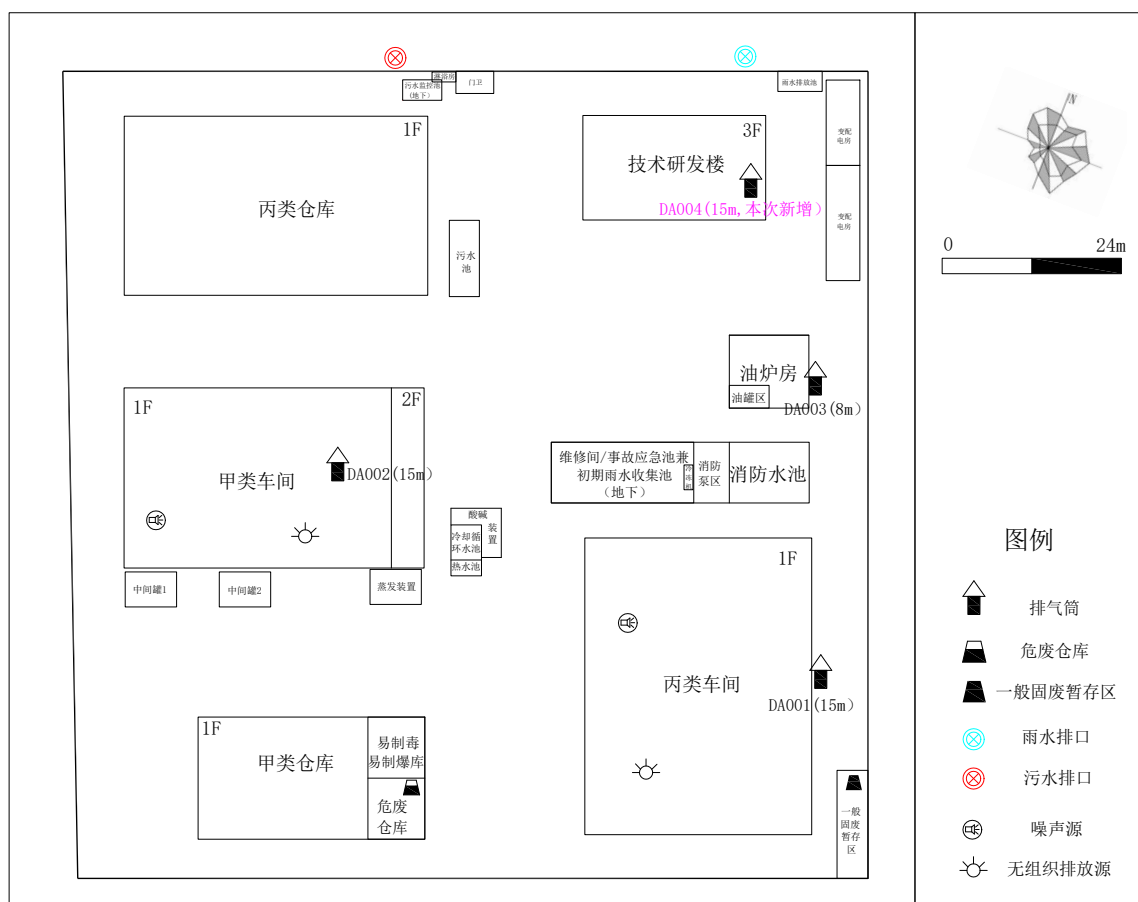 淋浴房
门卫
污水监控池
(地下)
雨水排放池
1F
丙类仓库
3F
技术研发楼
DA004(15m,本次新增)
变配
电房
变配
电房
N
0
24m
污水
池
油炉房
油罐区
DA003(8m)
1F
2F
甲类车间
DA002(15m)
维修间/事故应急池兼
初期雨水收集池
(地下)
冷冻机
消防
泵区
消防水池
酸碱
装
置
冷却循
环水池
热水池
中间罐1
中间罐2
蒸发装置
1F
丙类车间
DA001(15m)
1F
甲类仓库
易制毒
易制爆库
危废
仓库
一般
固废
暂存
区
图例
排气筒
危废仓库
一般固废暂存区
雨水排口
污水排口
噪声源
无组织排放源